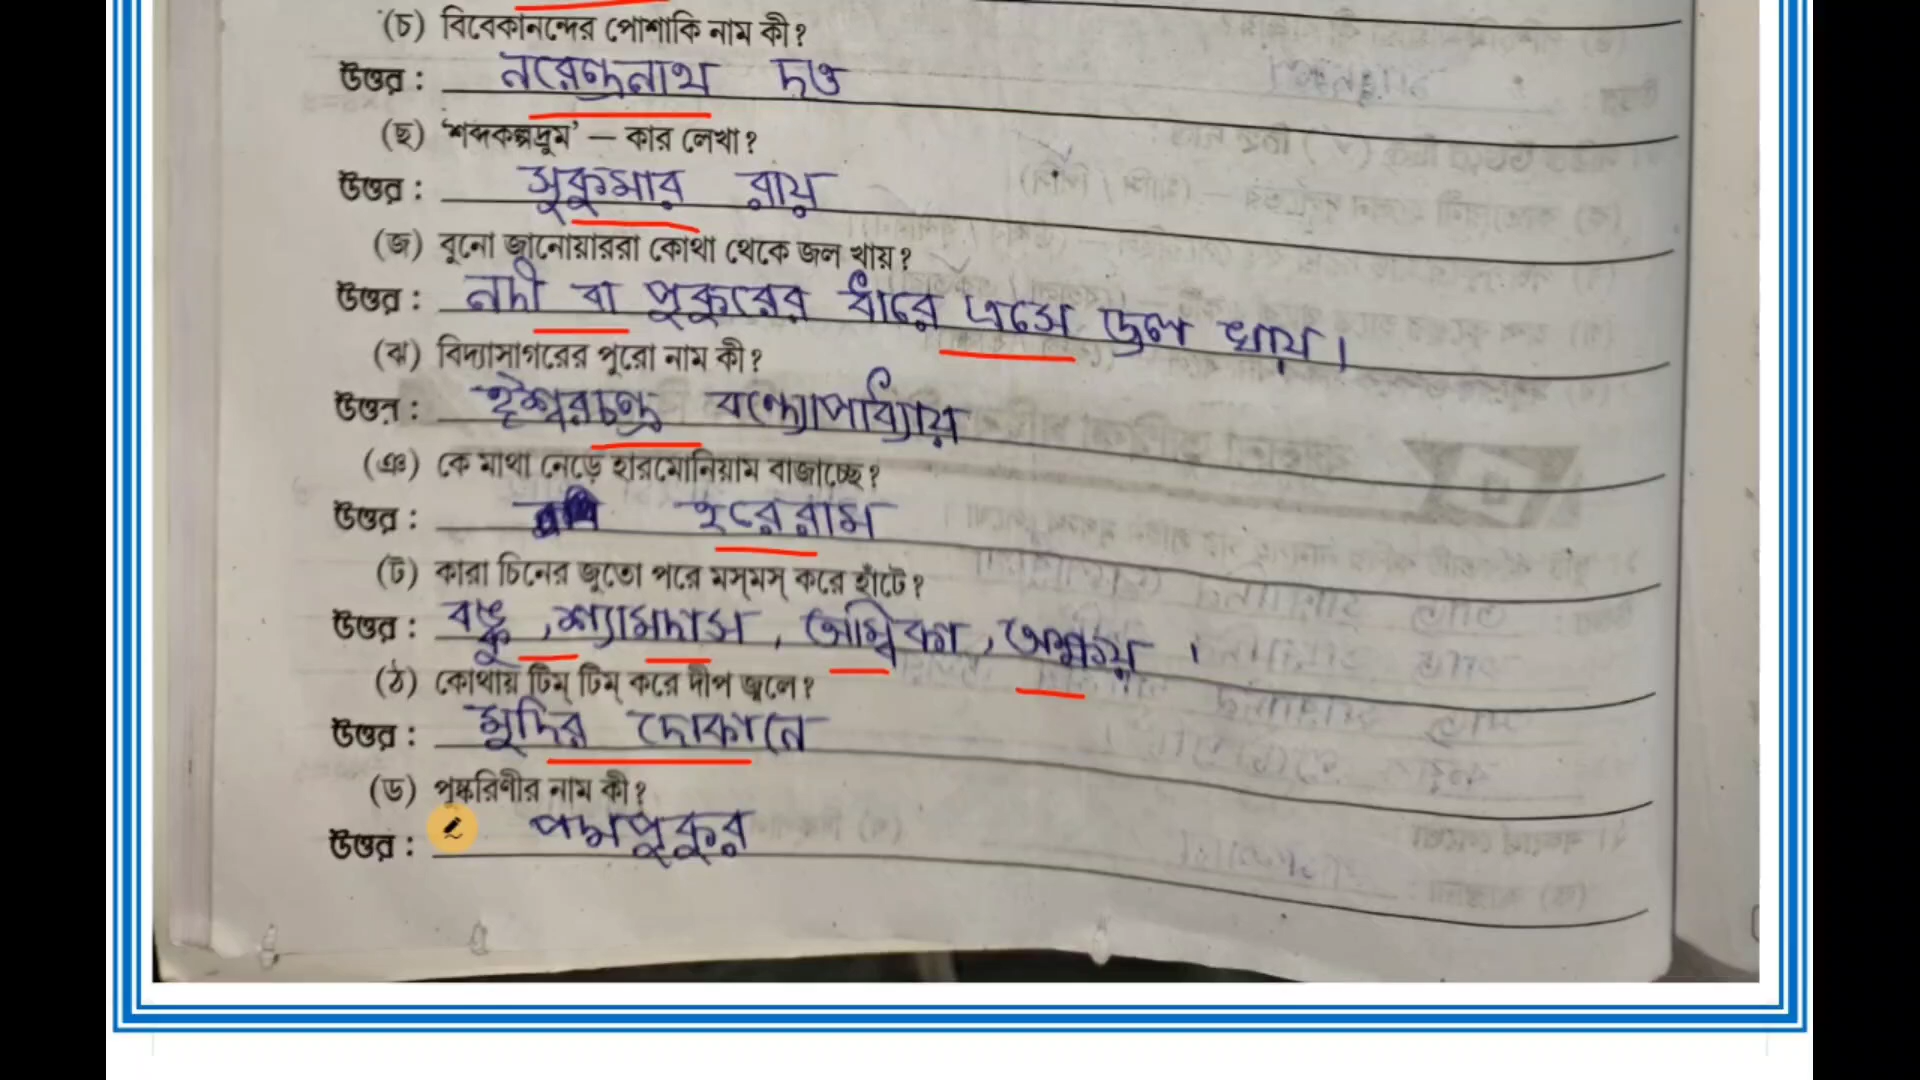 (চ) বিবেকানন্দের পোশাকি নাম কী?
উত্তর : নরেন্দ্রনাথ দত্ত
(ছ) ‘শব্দকল্পদ্রুম’ – কার লেখা?
উত্তর : সুকুমার রায়
(জ) বুনো জানোয়াররা কোথা থেকে জল খায়?
উত্তর : নদী বা পুকুরের ধারে এসে জল খায়।
(ঝ) বিদ্যাসাগরের পুরো নাম কী?
উত্তর : ঈশ্বরচন্দ্র বন্দ্যোপাধ্যায়
(ঞ) কে মাথা নেড়ে হারমোনিয়াম বাজাচ্ছে?
উত্তর : হরেরাম
(ট) কারা চিনের জুতো পরে মস্‌মস্ করে হাঁটে?
উত্তর : বঙ্কু , শ্যামদাস , অম্বিকা , অক্ষয় ।
(ঠ) কোথায় টিম্ টিম্ করে দীপ জ্বলে?
উত্তর : মুদির দোকানে
(ড) পুষ্করিণীর নাম কী?
উত্তর : পদ্মপুকুর